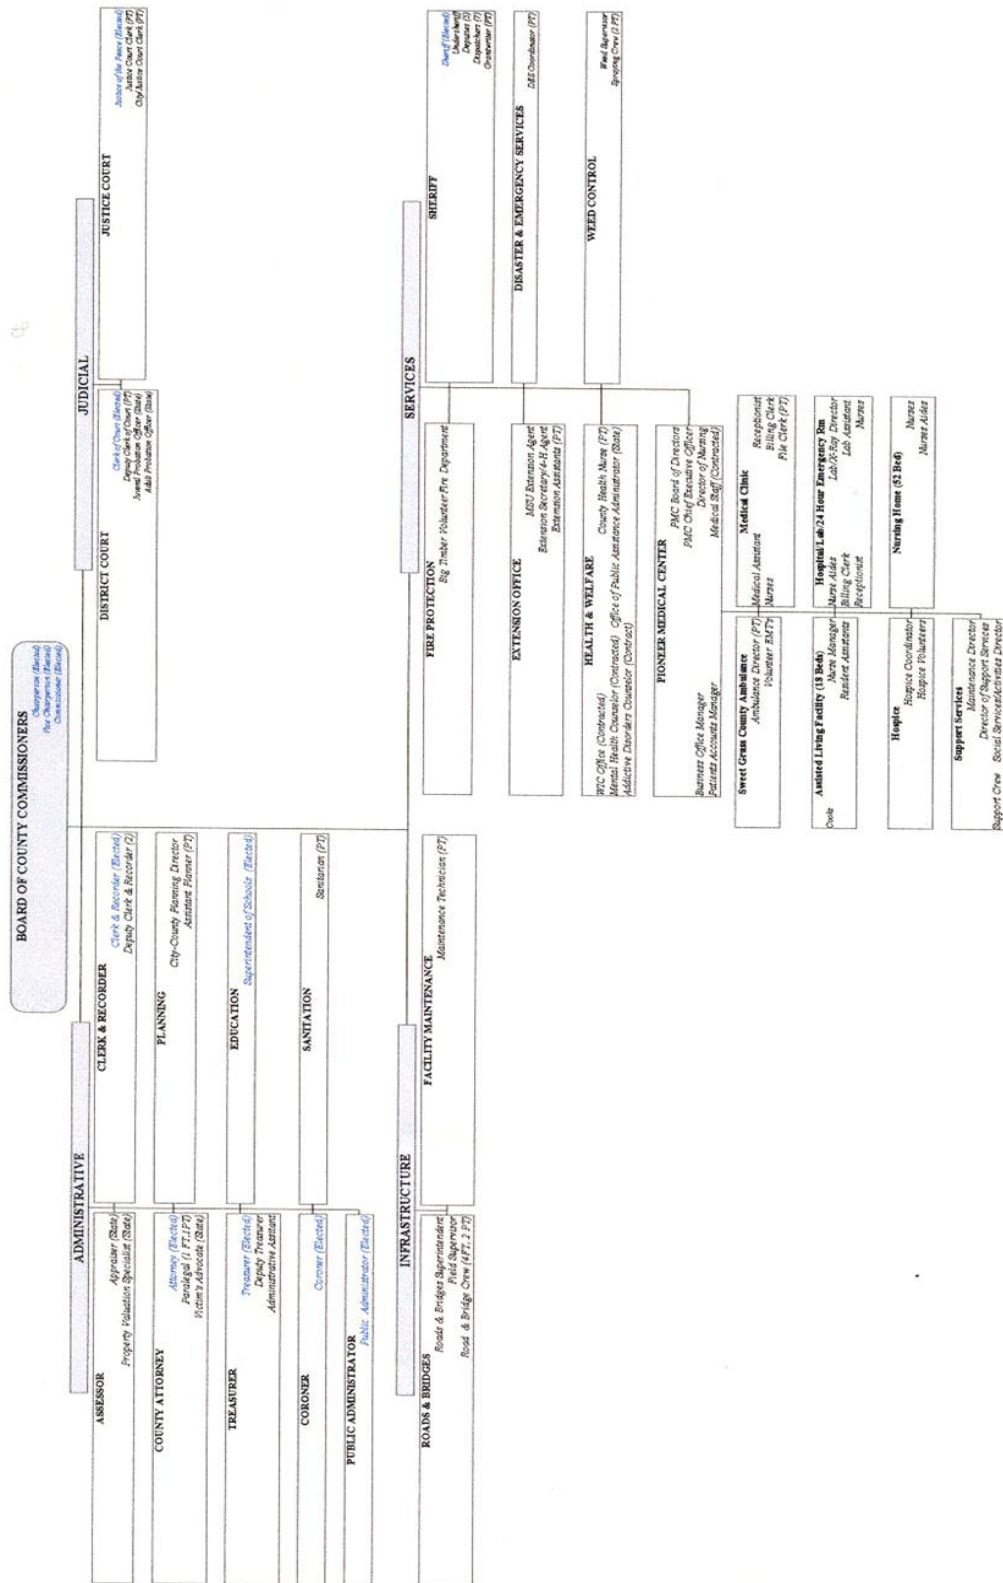 BOARD OF COUNTY COMMISSIONERS
Chairperson (Elected)
Vice Chairperson (Elected)
Commissioner (Elected)
ADMINISTRATIVE
ASSESSOR
Appraiser (State)
Property Valuation Specialist (State)
CLERK & RECORDER
Clerk & Recorder (Elected)
Deputy Clerk & Recorder (2)
COUNTY ATTORNEY
Attorney (Elected)
Paralegal (1 FT,1PT)
Victim's Advocate (State)
PLANNING
City-County Planning Director
Assistant Planner (PT)
TREASURER
Treasurer (Elected)
Deputy Treasurer
Administrative Assistant
EDUCATION
Superintendent of Schools (Elected)
CORONER
Coroner (Elected)
SANITATION
Sanitarian (PT)
PUBLIC ADMINISTRATOR
Public Administrator (Elected)
JUDICIAL
DISTRICT COURT
Clerk of Court (Elected)
Deputy Clerk of Court (PT)
Juvenil Probation Officer (State)
Adult Probation Officer (State)
JUSTICE COURT
Justice of the Peace (Elected)
Justice Court Clerk (PT)
City/Justice Court Clerk (PT)
INFRASTRUCTURE
ROADS & BRIDGES
Roads & Bridges Superintendent
Field Supervisor
Road & Bridge Crew (4FT, 2 PT)
FACILITY MAINTENANCE
Maintenance Technician (PT)
SERVICES
FIRE PROTECTION
Big Timber Volunteer Fire Department
SHERIFF
Sheriff (Elected)
Undersheriff
Deputies (5)
Dispatchers (7)
Grantwriter (PT)
EXTENSION OFFICE
MSU Extension Agent
Extension Secretary/4-H Agent
Extension Assistants (PT)
DISASTER & EMERGENCY SERVICES
DES Coordinator (PT)
HEALTH & WELFARE
WIC Office (Contracted) County Health Nurse (PT)
Mental Health Counselor (Contracted) Office of Public Assistance Administrator (State)
Addictive Disorders Counselor (Contract)
WEED CONTROL
Weed Supervisor
Spraying Crew (2 PT)
PIONEER MEDICAL CENTER
PMC Board of Directors
PMC Chief Executive Officer
Business Office Manager Director of Nursing
Patients Accounts Manager Medical Staff (Contracted)
Sweet Grass County Ambulance
Ambulance Director (PT)
Volunteer EMT's
Medical Clinic
Medical Assistant Receptionist
Nurses Billing Clerk
File Clerk (PT)
Assisted Living Facility (18 Beds)
Cooks Nurse Manager
Resident Assistants
Hospital/Lab/24 Hour Emergency Rm
Nurse Aides Lab/X-Ray Director
Billing Clerk Lab Assistant
Receptionist Nurses
Hospice
Hospice Coordinator
Hospice Volunteers
Nursing Home (52 Bed)
Nurses
Nurses Aides
Support Services
Maintenance Director
Director of Support Services
Support Crew Social Services/Activities Director